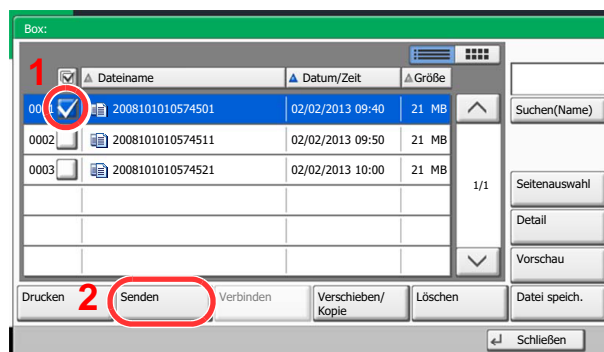 Box:
1
Dateiname Datum/Zeit Größe
0001 2008101010574501 02/02/2013 09:40 21 MB
Suchen(Name)
0002 2008101010574511 02/02/2013 09:50 21 MB
0003 2008101010574521 02/02/2013 10:00 21 MB
1/1
Seitenauswahl
Detail
Vorschau
Drucken 2 Senden Verbinden Verschieben/
Kopie Löschen Datei speich.
Schließen